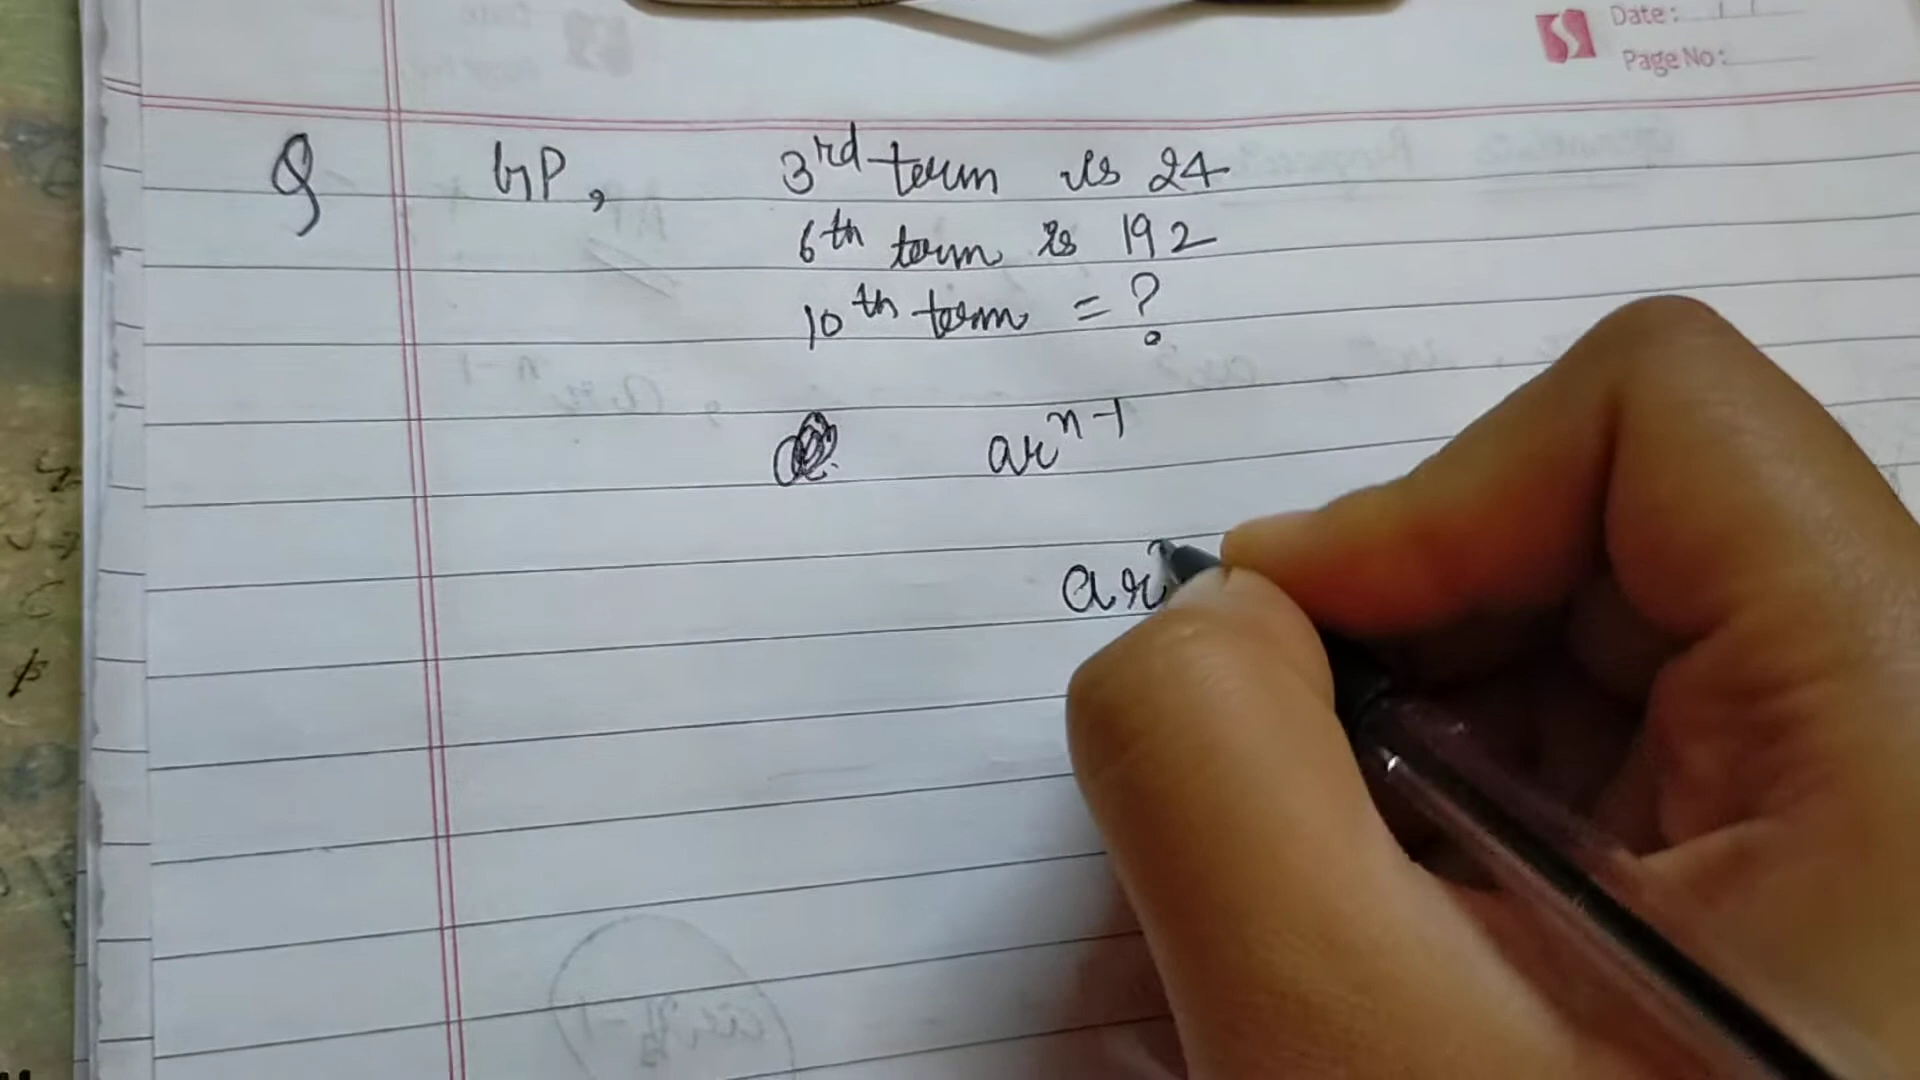 Date:
Page No:
Q GP, 3rd term is 24
6th term is 192
10th term = ?
ar^n-1
ar